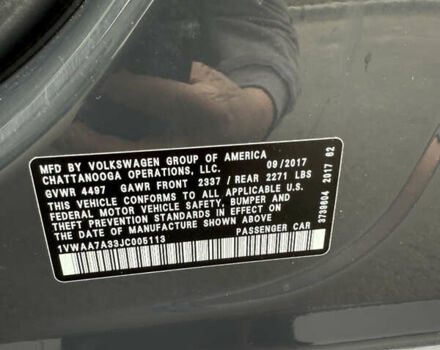 MFD BY VOLKSWAGEN GROUP OF AMERICA
CHATTANOOGA OPERATIONS, LLC. 09/2017
GVWR 4497 GAWR FRONT 2337 / REAR 2271 LBS
THIS VEHICLE CONFORMS TO ALL APPLICABLE
FEDERAL MOTOR VEHICLE SAFETY, BUMPER AND
THEFT PREVENTION STANDARDS IN EFFECT ON THE
DATE OF MANUFACTURE SHOWN ABOVE.
1VWAA7A33JC005113 PASSENGER CAR
3739604 2017 62